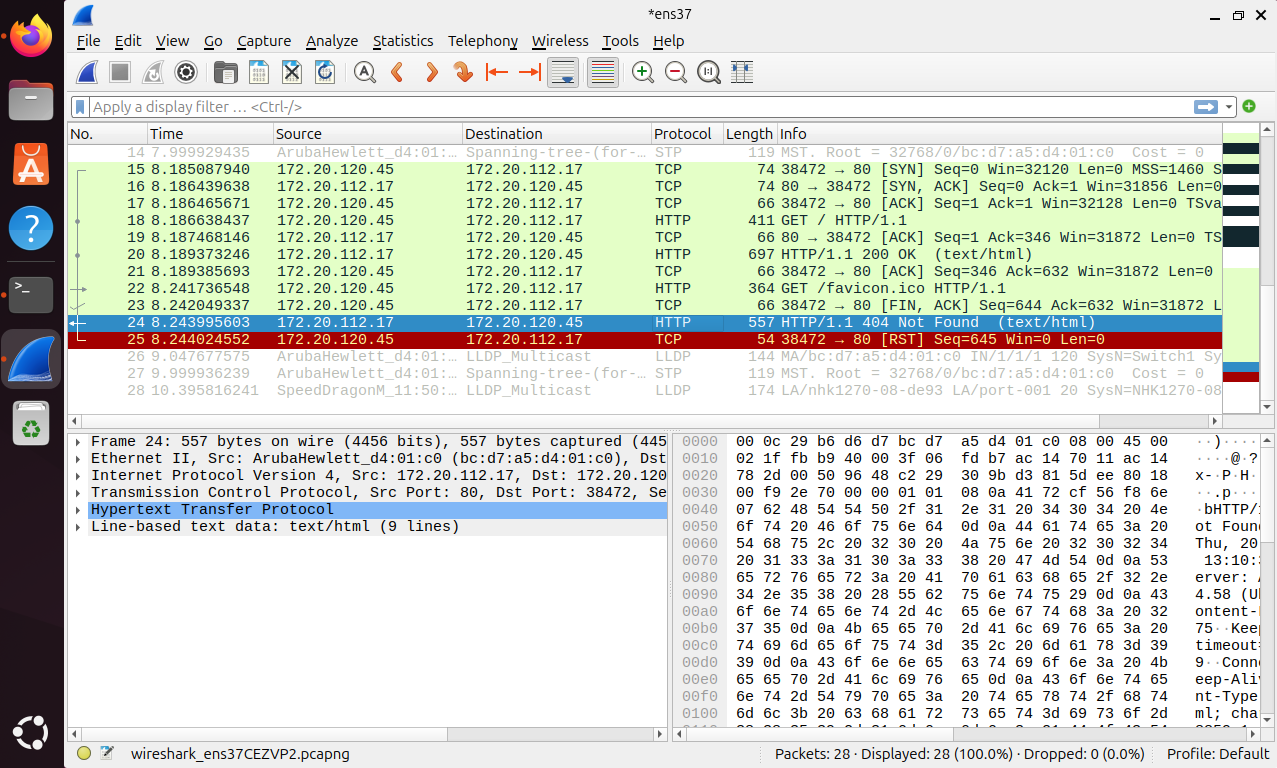 *ens37
File Edit View Go Capture Analyze Statistics Telephony Wireless Tools Help
Apply a display filter … <Ctrl-/>
No. Time Source Destination Protocol Length Info
14 7.999929435 ArubaHewlett_d4:01:… Spanning-tree-(for-… STP 119 MST. Root = 32768/0/bc:d7:a5:d4:01:c0 Cost = 0
15 8.185087940 172.20.120.45 172.20.112.17 TCP 74 38472 → 80 [SYN] Seq=0 Win=32120 Len=0 MSS=1460 S
16 8.186439638 172.20.112.17 172.20.120.45 TCP 74 80 → 38472 [SYN, ACK] Seq=0 Ack=1 Win=31856 Len=0
17 8.186465671 172.20.120.45 172.20.112.17 TCP 66 38472 → 80 [ACK] Seq=1 Ack=1 Win=32128 Len=0 TSva
18 8.186638437 172.20.120.45 172.20.112.17 HTTP 411 GET / HTTP/1.1
19 8.187468146 172.20.112.17 172.20.120.45 TCP 66 80 → 38472 [ACK] Seq=1 Ack=346 Win=31872 Len=0 TS
20 8.189373246 172.20.112.17 172.20.120.45 HTTP 697 HTTP/1.1 200 OK (text/html)
21 8.189385693 172.20.120.45 172.20.112.17 TCP 66 38472 → 80 [ACK] Seq=346 Ack=632 Win=31872 Len=0
22 8.241736548 172.20.120.45 172.20.112.17 HTTP 364 GET /favicon.ico HTTP/1.1
23 8.242049337 172.20.120.45 172.20.112.17 TCP 66 38472 → 80 [FIN, ACK] Seq=644 Ack=632 Win=31872 L
24 8.243995603 172.20.112.17 172.20.120.45 HTTP 557 HTTP/1.1 404 Not Found (text/html)
25 8.244024552 172.20.120.45 172.20.112.17 TCP 54 38472 → 80 [RST] Seq=645 Win=0 Len=0
26 9.047677575 ArubaHewlett_d4:01:… LLDP_Multicast LLDP 144 MA/bc:d7:a5:d4:01:c0 IN/1/1/1 120 SysN=Switch1 Sy
27 9.999936239 ArubaHewlett_d4:01:… Spanning-tree-(for-… STP 119 MST. Root = 32768/0/bc:d7:a5:d4:01:c0 Cost = 0
28 10.395816241 SpeedDragonM_11:50:… LLDP_Multicast LLDP 174 LA/nhk1270-08-de93 LA/port-001 20 SysN=NHK1270-08
Frame 24: 557 bytes on wire (4456 bits), 557 bytes captured (445
Ethernet II, Src: ArubaHewlett_d4:01:c0 (bc:d7:a5:d4:01:c0), Dst
Internet Protocol Version 4, Src: 172.20.112.17, Dst: 172.20.120
Transmission Control Protocol, Src Port: 80, Dst Port: 38472, Se
Hypertext Transfer Protocol
Line-based text data: text/html (9 lines)
0000 00 0c 29 b6 d6 d7 bc d7 a5 d4 01 c0 08 00 45 00 ··)····
0010 02 1f fb b9 40 00 3f 06 fd b7 ac 14 70 11 ac 14 ····@·?
0020 78 2d 00 50 96 48 c2 29 30 9b d3 81 5d ee 80 18 x-·P·H·
0030 00 f9 2e 70 00 00 01 01 08 0a 41 72 cf 56 f8 6e ··.p····
0040 07 62 48 54 54 50 2f 31 2e 31 20 34 30 34 20 4e ·bHTTP/
0050 6f 74 20 46 6f 75 6e 64 0d 0a 44 61 74 65 3a 20 ot Foun
0060 54 68 75 2c 20 32 30 20 4a 75 6e 20 32 30 32 34 Thu, 20
0070 20 31 33 3a 31 30 3a 33 38 20 47 4d 54 0d 0a 53 13:10:
0080 65 72 76 65 72 3a 20 41 70 61 63 68 65 2f 32 2e erver:
0090 34 2e 35 38 20 28 55 62 75 6e 74 75 29 0d 0a 43 4.58 (U
00a0 6f 6e 74 65 6e 74 2d 4c 65 6e 67 74 68 3a 20 32 ontent-
00b0 37 35 0d 0a 4b 65 65 70 2d 41 6c 69 76 65 3a 20 75··Kee
00c0 74 69 6d 65 6f 75 74 3d 35 2c 20 6d 61 78 3d 39 timeout
00d0 39 0d 0a 43 6f 6e 6e 65 63 74 69 6f 6e 3a 20 4b 9··Conn
00e0 65 65 70 2d 41 6c 69 76 65 0d 0a 43 6f 6e 74 65 eep-Ali
00f0 6e 74 2d 54 79 70 65 3a 20 74 65 78 74 2f 68 74 nt-Type
0100 6d 6c 3b 20 63 68 61 72 73 65 74 3d 69 73 6f 2d ml; cha
wireshark_ens37CEZVP2.pcapng
Packets: 28 · Displayed: 28 (100.0%) · Dropped: 0 (0.0%)
Profile: Default